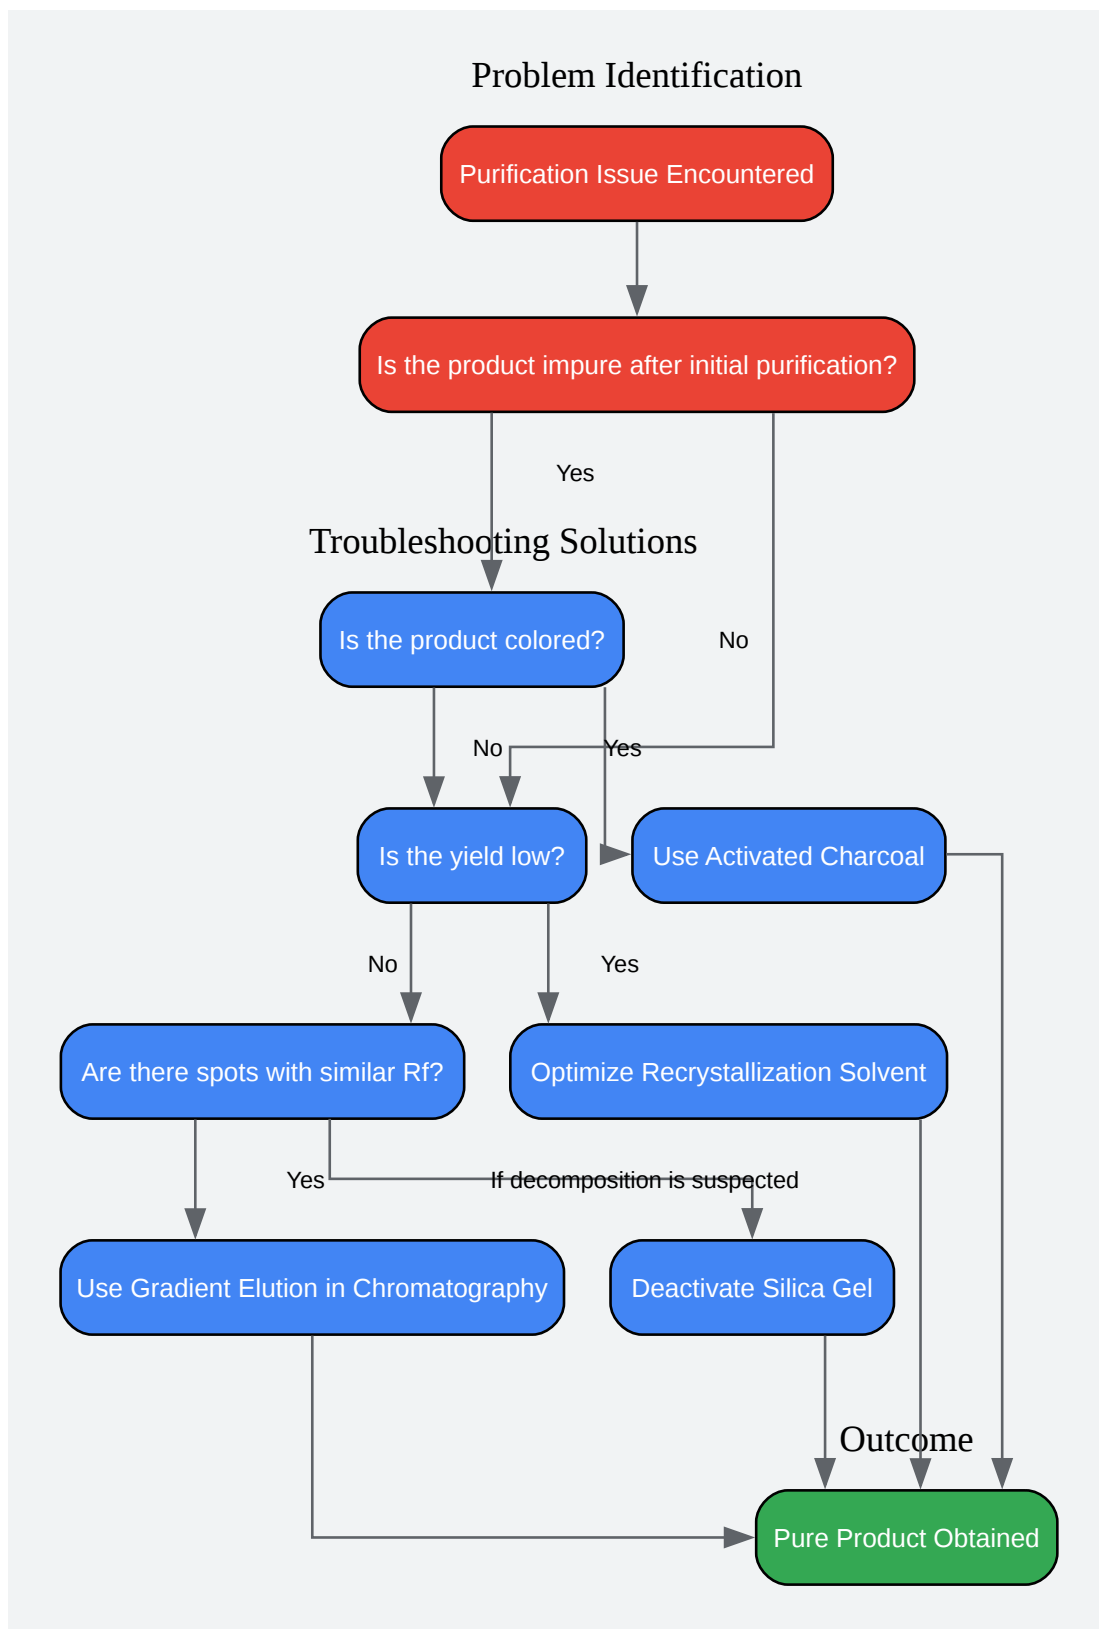 Problem Identification
Purification Issue Encountered
Is the product impure after initial purification?
Yes
Troubleshooting Solutions
Is the product colored?
No
No
Yes
Is the yield low?
Use Activated Charcoal
No
Yes
Are there spots with similar Rf?
Optimize Recrystallization Solvent
Yes
If decomposition is suspected
Use Gradient Elution in Chromatography
Deactivate Silica Gel
Outcome
Pure Product Obtained